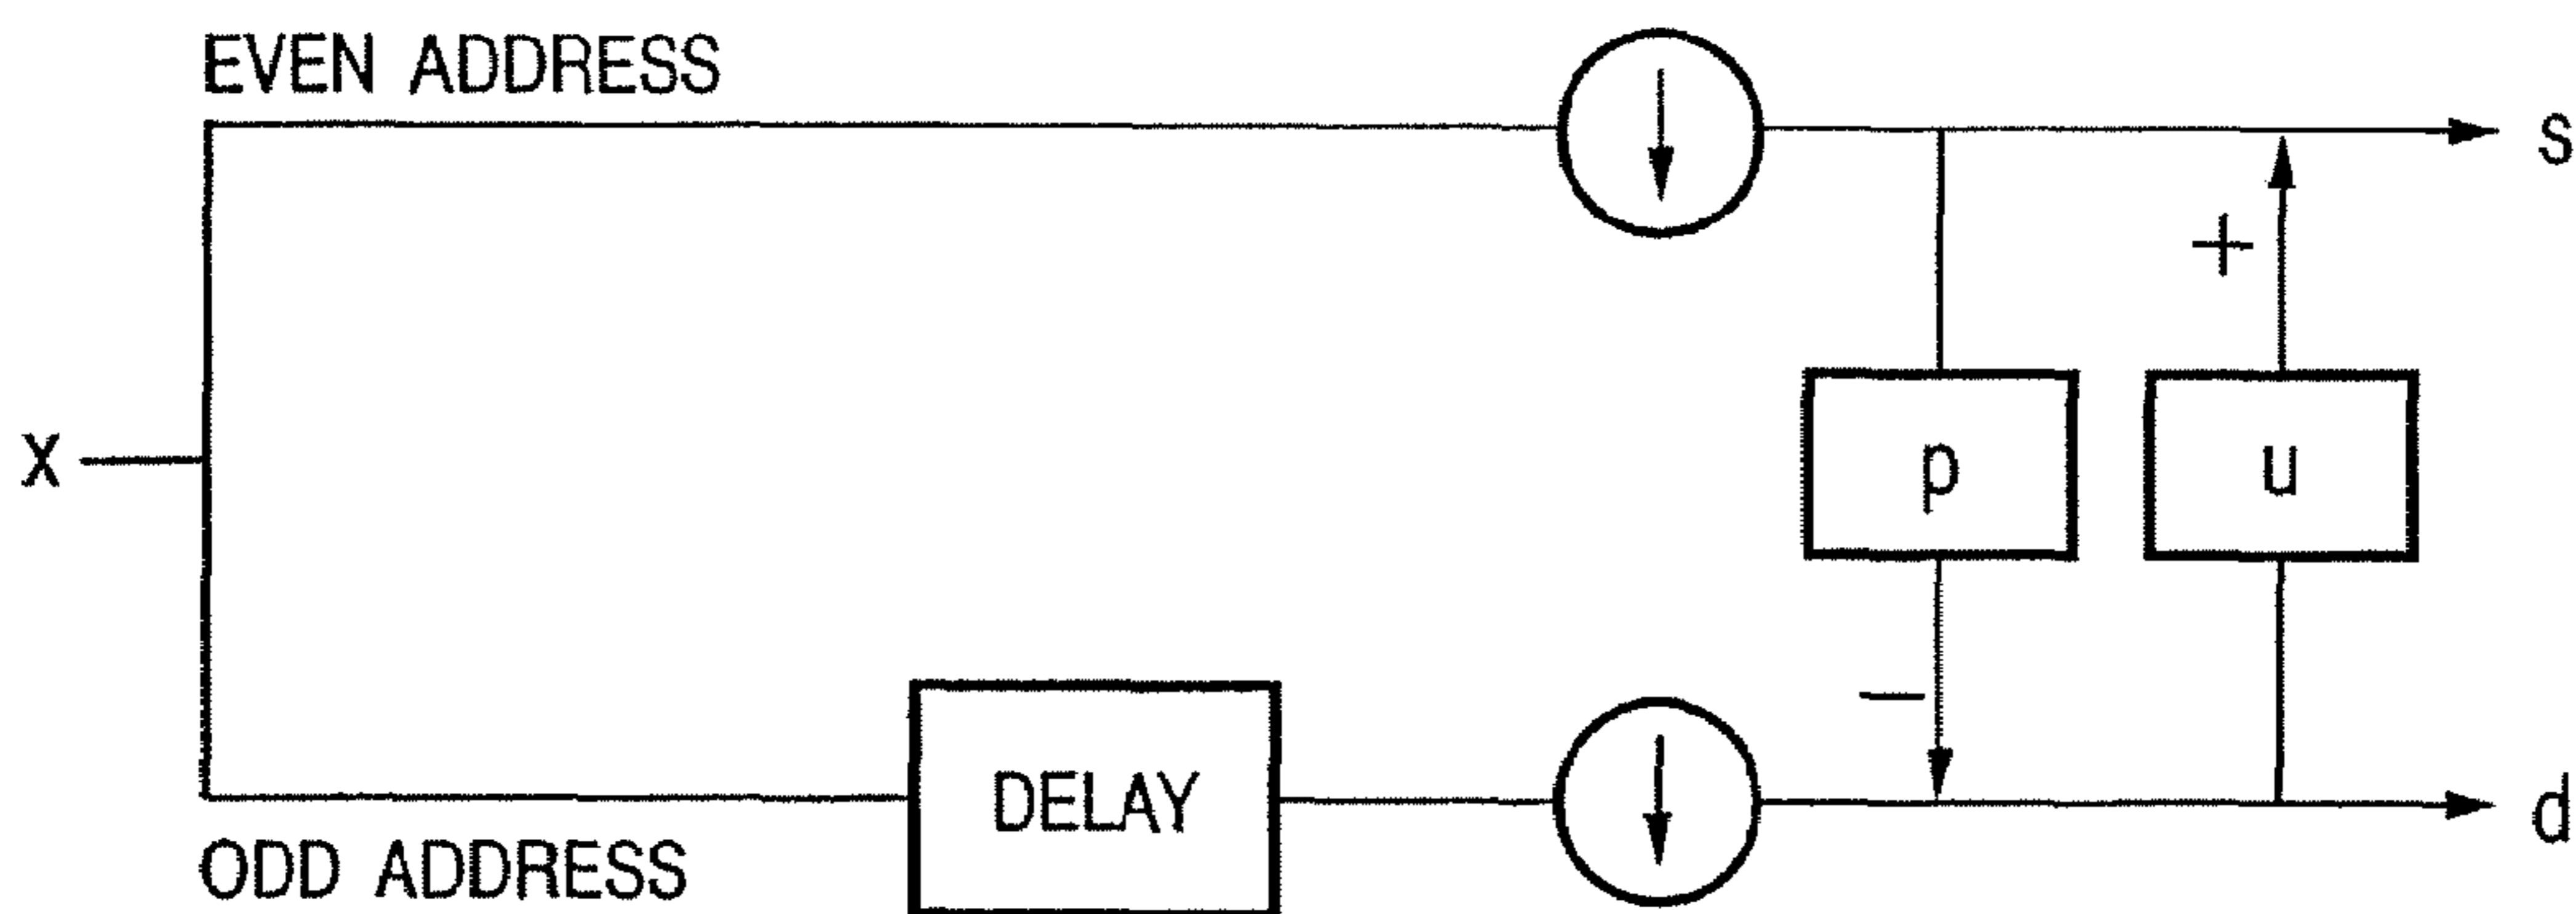 EVEN ADDRESS
s
+
x
p
u
−
DELAY
d
ODD ADDRESS